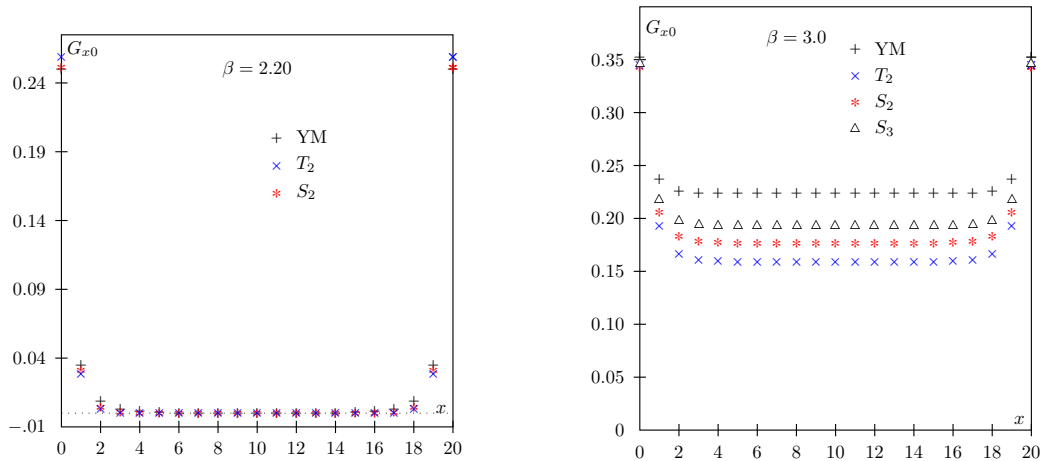 G_{x0}
β = 2.20
0.24
YM
0.19
T_2
S_2
0.14
0.09
0.04
x
−.01
0 2 4 6 8 10 12 14 16 18 20
G_{x0}
β = 3.0
YM
T_2
S_2
S_3
0.35
0.30
0.25
0.20
0.15
0.10
0.05
x
0
0 2 4 6 8 10 12 14 16 18 20